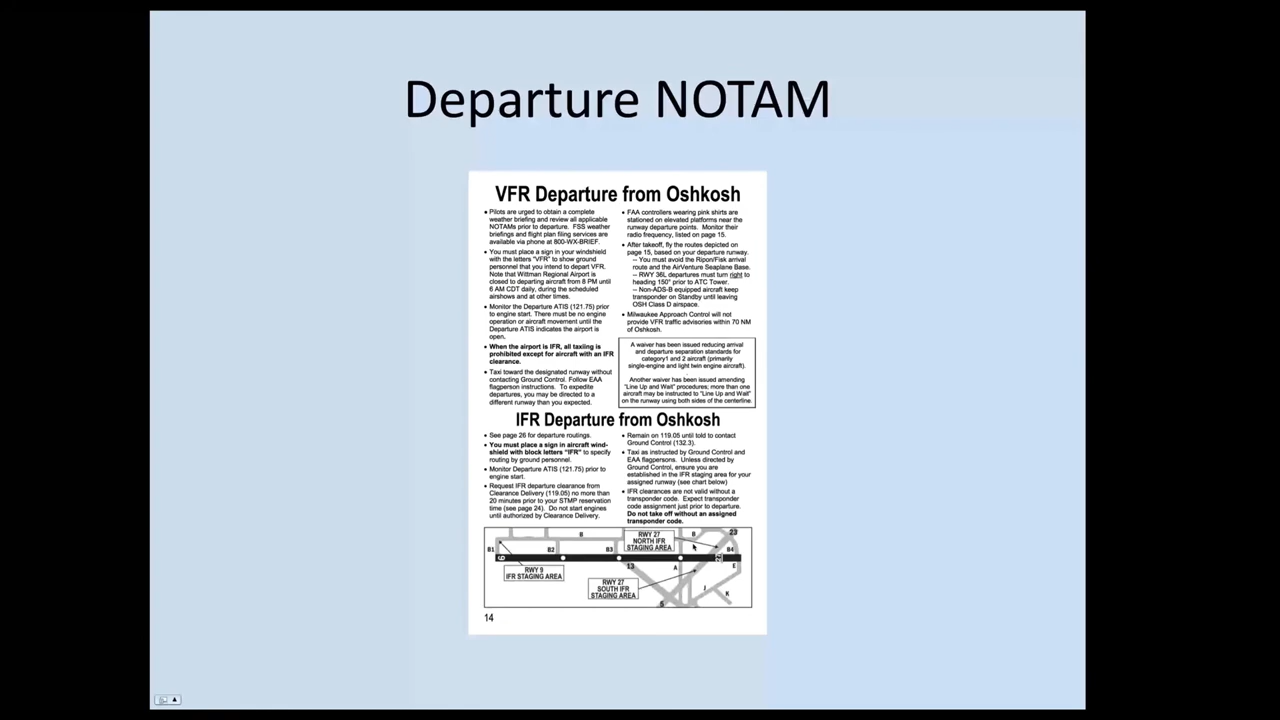 Departure NOTAM
VFR Departure from Oshkosh
• Pilots are urged to obtain a complete
weather briefing and review all applicable
NOTAMs prior to departure. FSS weather
briefings and flight plan filing services are
available via phone at 800-WX-BRIEF.
• You must place a sign in your windshield
with the letters "VFR" to show ground
personnel that you intend to depart VFR.
Note that Wittman Regional Airport is
closed to departing aircraft from 8 PM until
6 AM CDT daily, during the scheduled
airshows and at other times.
• Monitor the Departure ATIS (121.75) prior
to engine start. There must be no engine
operation or aircraft movement until the
Departure ATIS indicates the airport is
open.
• When the airport is IFR, all taxiing is
prohibited except for aircraft with an IFR
clearance.
• Taxi toward the designated runway without
contacting Ground Control. Follow EAA
flagperson instructions. To expedite
departures, you may be directed to a
different runway than you expected.
• FAA controllers wearing pink shirts are
stationed on elevated platforms near the
runway departure points. Monitor their
radio frequency, listed on page 15.
• After takeoff, fly the routes depicted on
page 15, based on your departure runway.
-- You must avoid the Ripon/Fisk arrival
route and the AirVenture Seaplane Base.
-- RWY 36L departures must turn right to
heading 150° prior to ATC Tower.
-- Non-ADS-B equipped aircraft keep
transponder on Standby until leaving
OSH Class D airspace.
• Milwaukee Approach Control will not
provide VFR traffic advisories within 70 NM
of Oshkosh.
A waiver has been issued reducing arrival
and departure separation standards for
category1 and 2 aircraft (primarily
single-engine and light twin engine aircraft).
.
Another waiver has been issued amending
"Line Up and Wait" procedures; more than one
aircraft may be instructed to "Line Up and Wait"
on the runway using both sides of the centerline.
IFR Departure from Oshkosh
• See page 26 for departure routings.
• You must place a sign in aircraft wind-
shield with block letters "IFR" to specify
routing by ground personnel.
• Monitor Departure ATIS (121.75) prior to
engine start.
• Request IFR departure clearance from
Clearance Delivery (119.05) no more than
20 minutes prior to your STMP reservation
time (see page 24). Do not start engines
until authorized by Clearance Delivery.
• Remain on 119.05 until told to contact
Ground Control (132.3).
• Taxi as instructed by Ground Control and
EAA flagpersons. Unless directed by
Ground Control, ensure you are
established in the IFR staging area for your
assigned runway (see chart below)
• IFR clearances are not valid without a
transponder code. Expect transponder
code assignment just prior to departure.
Do not take off without an assigned
transponder code.
B
RWY 27
NORTH IFR
STAGING AREA
B
23
B1
B2
B3
B4
9
27
RWY 9
IFR STAGING AREA
13
A
E
RWY 27
SOUTH IFR
STAGING AREA
J
K
5
14